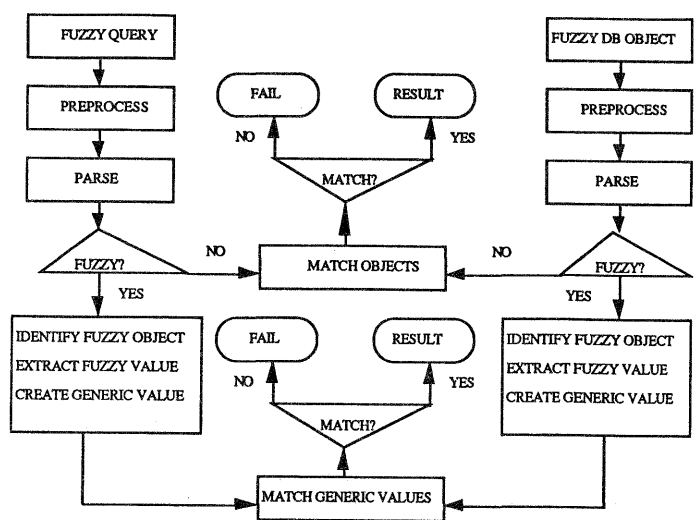 FUZZY QUERY
PREPROCESS
PARSE
FUZZY?
NO
YES
IDENTIFY FUZZY OBJECT
EXTRACT FUZZY VALUE
CREATE GENERIC VALUE
FAIL
RESULT
NO
YES
MATCH?
MATCH OBJECTS
FAIL
RESULT
NO
YES
MATCH?
MATCH GENERIC VALUES
FUZZY DB OBJECT
PREPROCESS
PARSE
NO
FUZZY?
YES
IDENTIFY FUZZY OBJECT
EXTRACT FUZZY VALUE
CREATE GENERIC VALUE